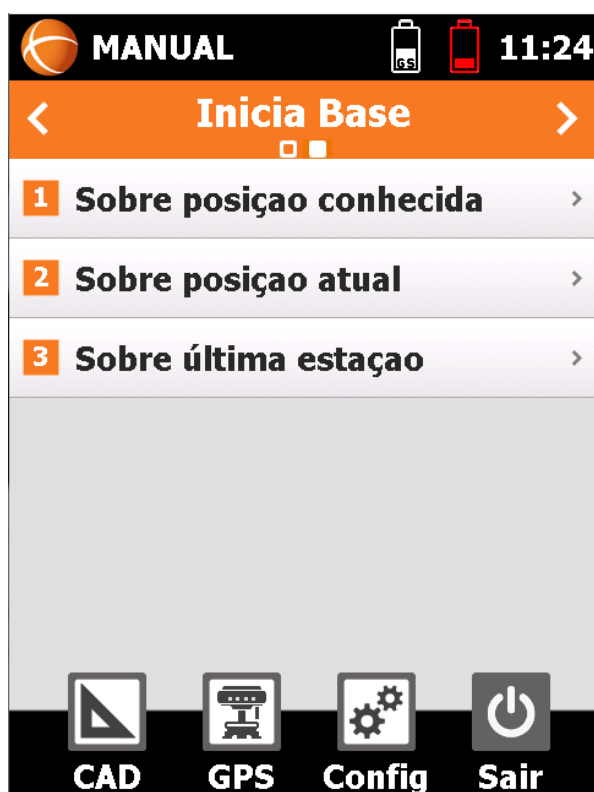 MANUAL GS 11:24
Inicia Base
1 Sobre posiçao conhecida
2 Sobre posiçao atual
3 Sobre última estaçao
CAD GPS Config Sair